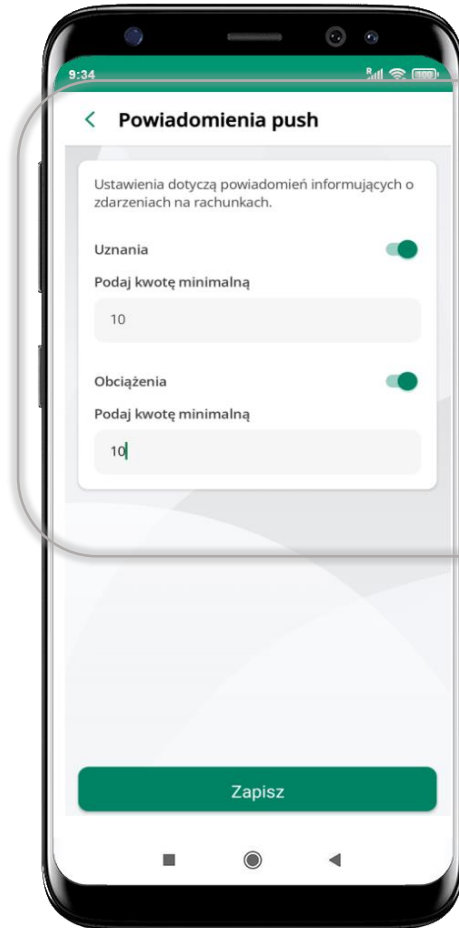 9:34
Powiadomienia push
Ustawienia dotyczą powiadomień informujących o
zdarzeniach na rachunkach.
Uznania
Podaj kwotę minimalną
10
Obciążenia
Podaj kwotę minimalną
10
Zapisz